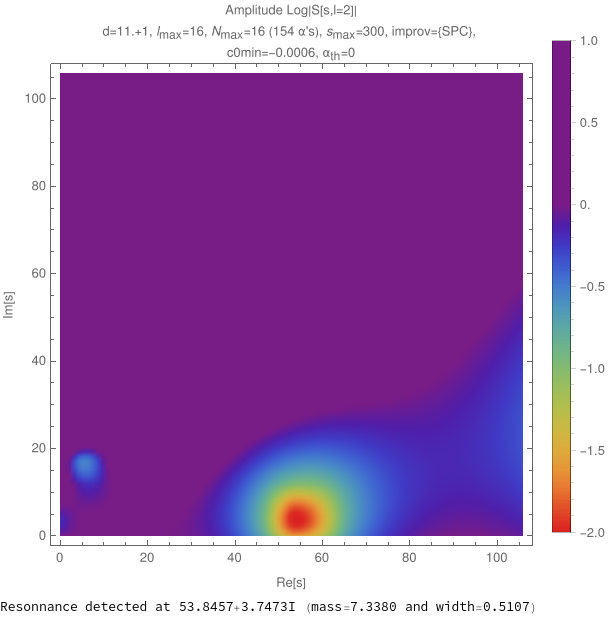 Amplitude Log|S[s,l=2]|
d=11.+1, lmax=16, Nmax=16 (154 α's), smax=300, improv={SPC},
c0min=−0.0006, αth=0
1.0
0.5
0.
−0.5
−1.0
−1.5
−2.0
100
80
60
40
20
0
Im[s]
0 20 40 60 80 100
Re[s]
Resonnance detected at 53.8457+3.7473I (mass=7.3380 and width=0.5107)